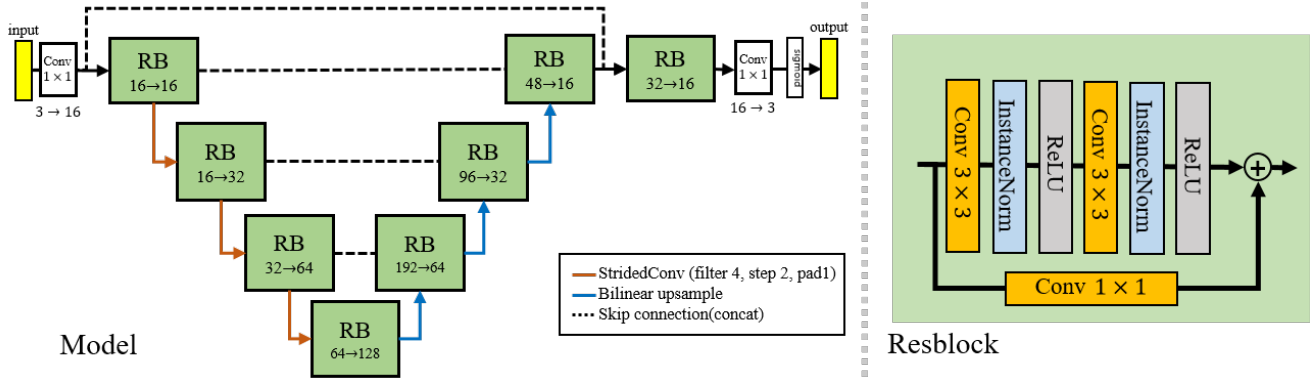 input
Conv
1 × 1
3 → 16
RB
16→16
RB
48→16
RB
32→16
Conv
1 × 1
16 → 3
sigmoid
output
RB
16→32
RB
96→32
RB
32→64
RB
192→64
RB
64→128
StridedConv (filter 4, step 2, pad1)
Bilinear upsample
Skip connection(concat)
Model
Conv 3 × 3
InstanceNorm
ReLU
Conv 3 × 3
InstanceNorm
ReLU
+
Conv 1 × 1
Resblock